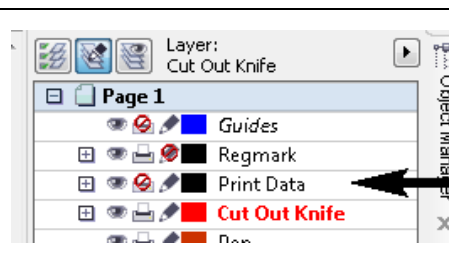 Layer:
Cut Out Knife
Page 1
Guides
Regmark
Print Data
Cut Out Knife
Object Manager